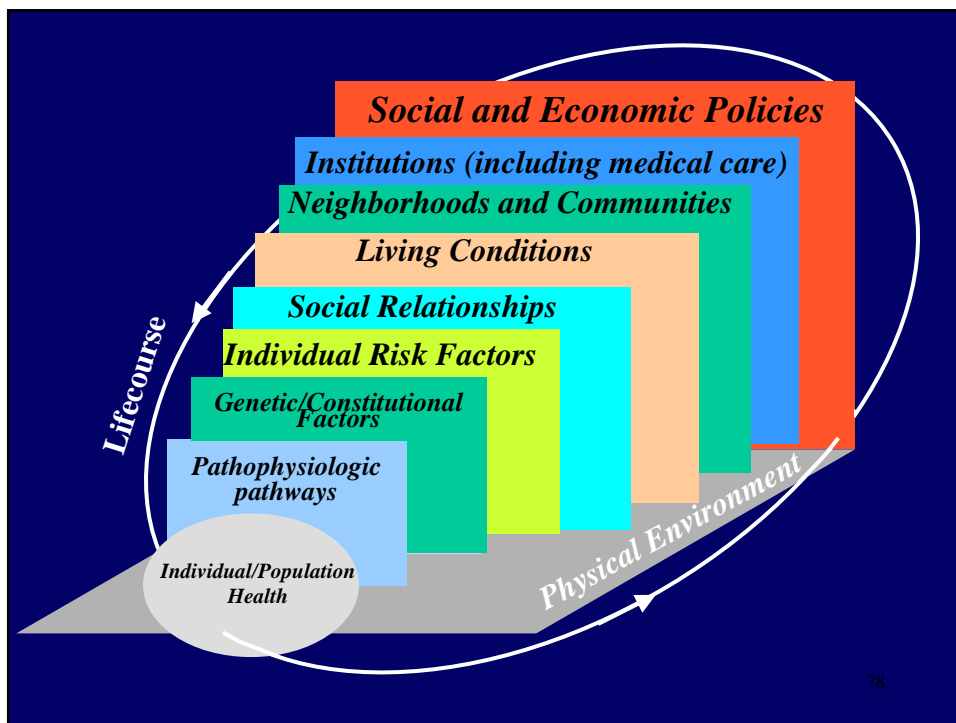 Social and Economic Policies
Institutions (including medical care)
Neighborhoods and Communities
Living Conditions
Social Relationships
Individual Risk Factors
Genetic/Constitutional
Factors
Pathophysiologic
pathways
Individual/Population
Health
Lifecourse
Physical Environment
78